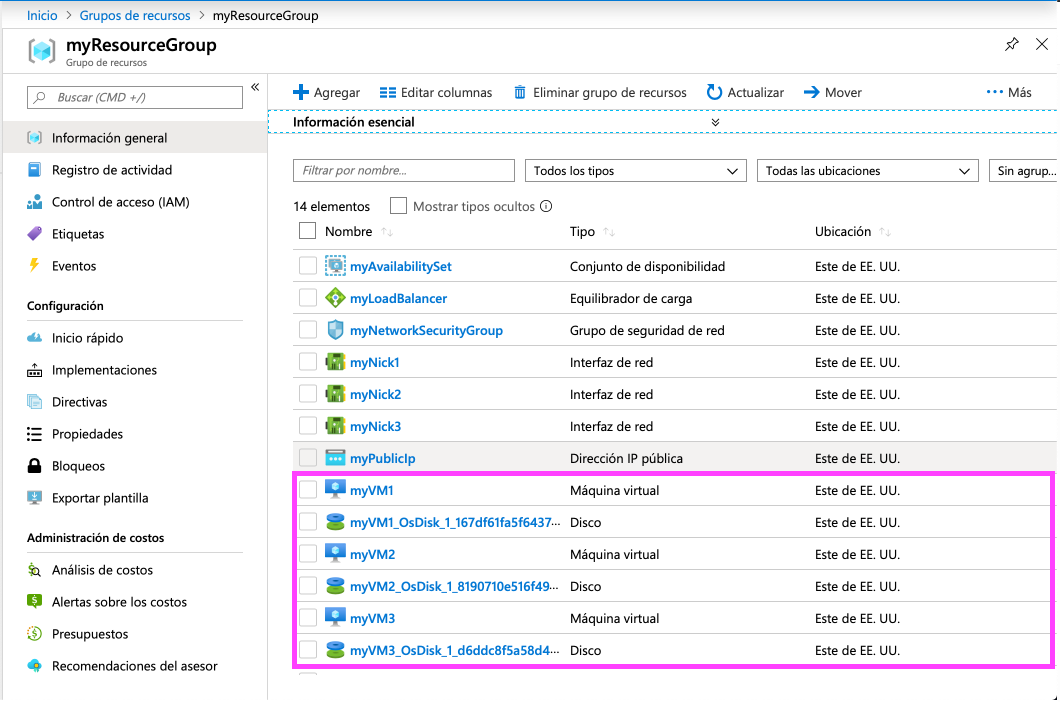 Inicio > Grupos de recursos > myResourceGroup
myResourceGroup
Grupo de recursos
Buscar (CMD +/)
«
Información general
Registro de actividad
Control de acceso (IAM)
Etiquetas
Eventos
Configuración
Inicio rápido
Implementaciones
Directivas
Propiedades
Bloqueos
Exportar plantilla
Administración de costos
Análisis de costos
Alertas sobre los costos
Presupuestos
Recomendaciones del asesor
Agregar Editar columnas Eliminar grupo de recursos Actualizar Mover ··· Más
Información esencial
Filtrar por nombre... Todos los tipos Todas las ubicaciones Sin agrup...
14 elementos Mostrar tipos ocultos
Nombre Tipo Ubicación
myAvailabilitySet Conjunto de disponibilidad Este de EE. UU.
myLoadBalancer Equilibrador de carga Este de EE. UU.
myNetworkSecurityGroup Grupo de seguridad de red Este de EE. UU.
myNick1 Interfaz de red Este de EE. UU.
myNick2 Interfaz de red Este de EE. UU.
myNick3 Interfaz de red Este de EE. UU.
myPublicIp Dirección IP pública Este de EE. UU.
myVM1 Máquina virtual Este de EE. UU.
myVM1_OsDisk_1_167df61fa5f6437... Disco Este de EE. UU.
myVM2 Máquina virtual Este de EE. UU.
myVM2_OsDisk_1_8190710e516f49... Disco Este de EE. UU.
myVM3 Máquina virtual Este de EE. UU.
myVM3_OsDisk_1_d6ddc8f5a58d4... Disco Este de EE. UU.